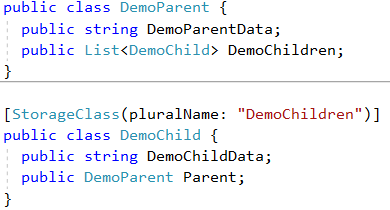 public class DemoParent {
public string DemoParentData;
public List<DemoChild> DemoChildren;
}
[StorageClass(pluralName: "DemoChildren")]
public class DemoChild {
public string DemoChildData;
public DemoParent Parent;
}